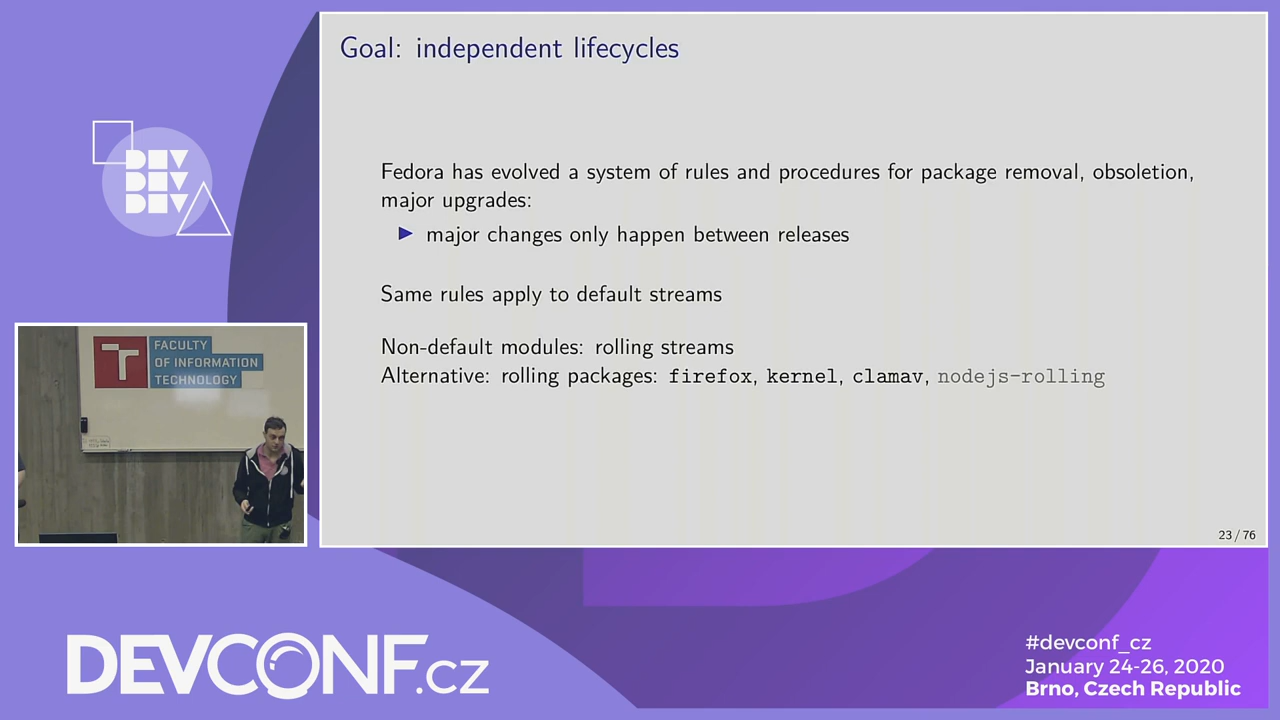 Goal: independent lifecycles
Fedora has evolved a system of rules and procedures for package removal, obsoletion,
major upgrades:
major changes only happen between releases
Same rules apply to default streams
Non-default modules: rolling streams
Alternative: rolling packages: firefox, kernel, clamav, nodejs-rolling
23 / 76
DEV
DEV
DEV
FACULTY
OF INFORMATION
TECHNOLOGY
DEVCONF.cz
#devconf_cz
January 24-26, 2020
Brno, Czech Republic